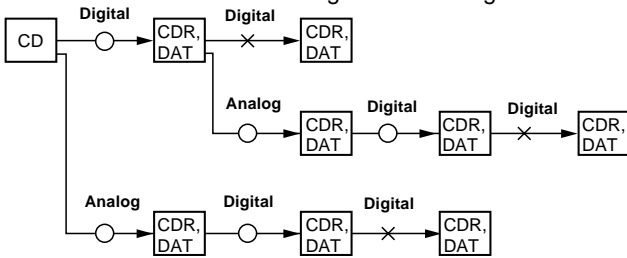 Digital
Digital
CD
CDR,
DAT
CDR,
DAT
Analog
Digital
Digital
CDR,
DAT
CDR,
DAT
CDR,
DAT
Analog
Digital
Digital
CDR,
DAT
CDR,
DAT
CDR,
DAT